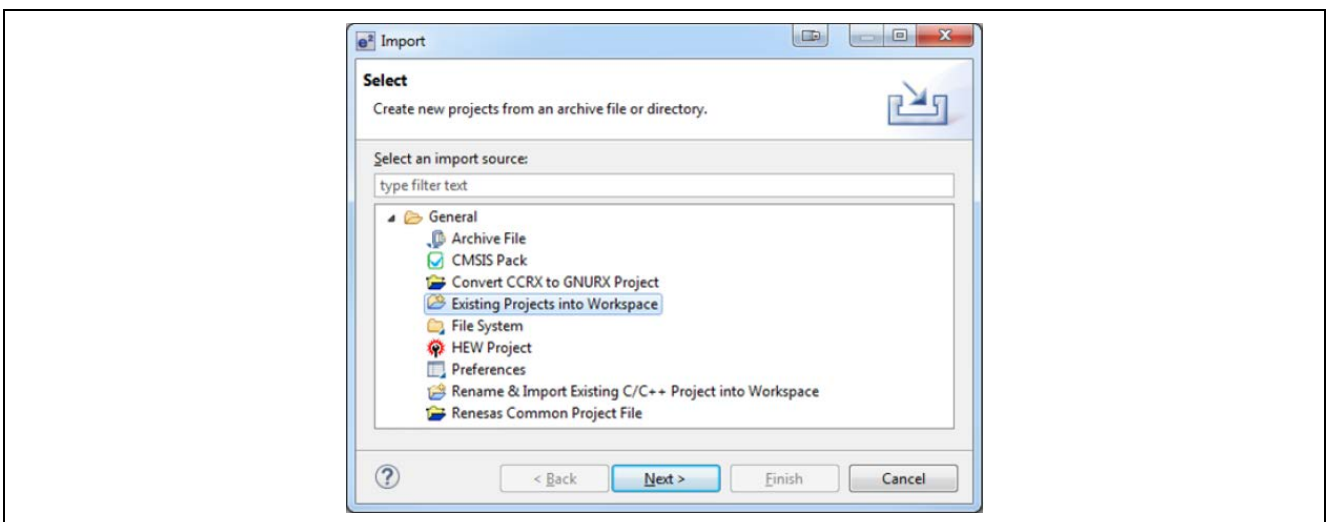 e² Import
Select
Create new projects from an archive file or directory.
Select an import source:
type filter text
General
Archive File
CMSIS Pack
Convert CCRX to GNURX Project
Existing Projects into Workspace
File System
HEW Project
Preferences
Rename & Import Existing C/C++ Project into Workspace
Renesas Common Project File
? < Back Next > Finish Cancel